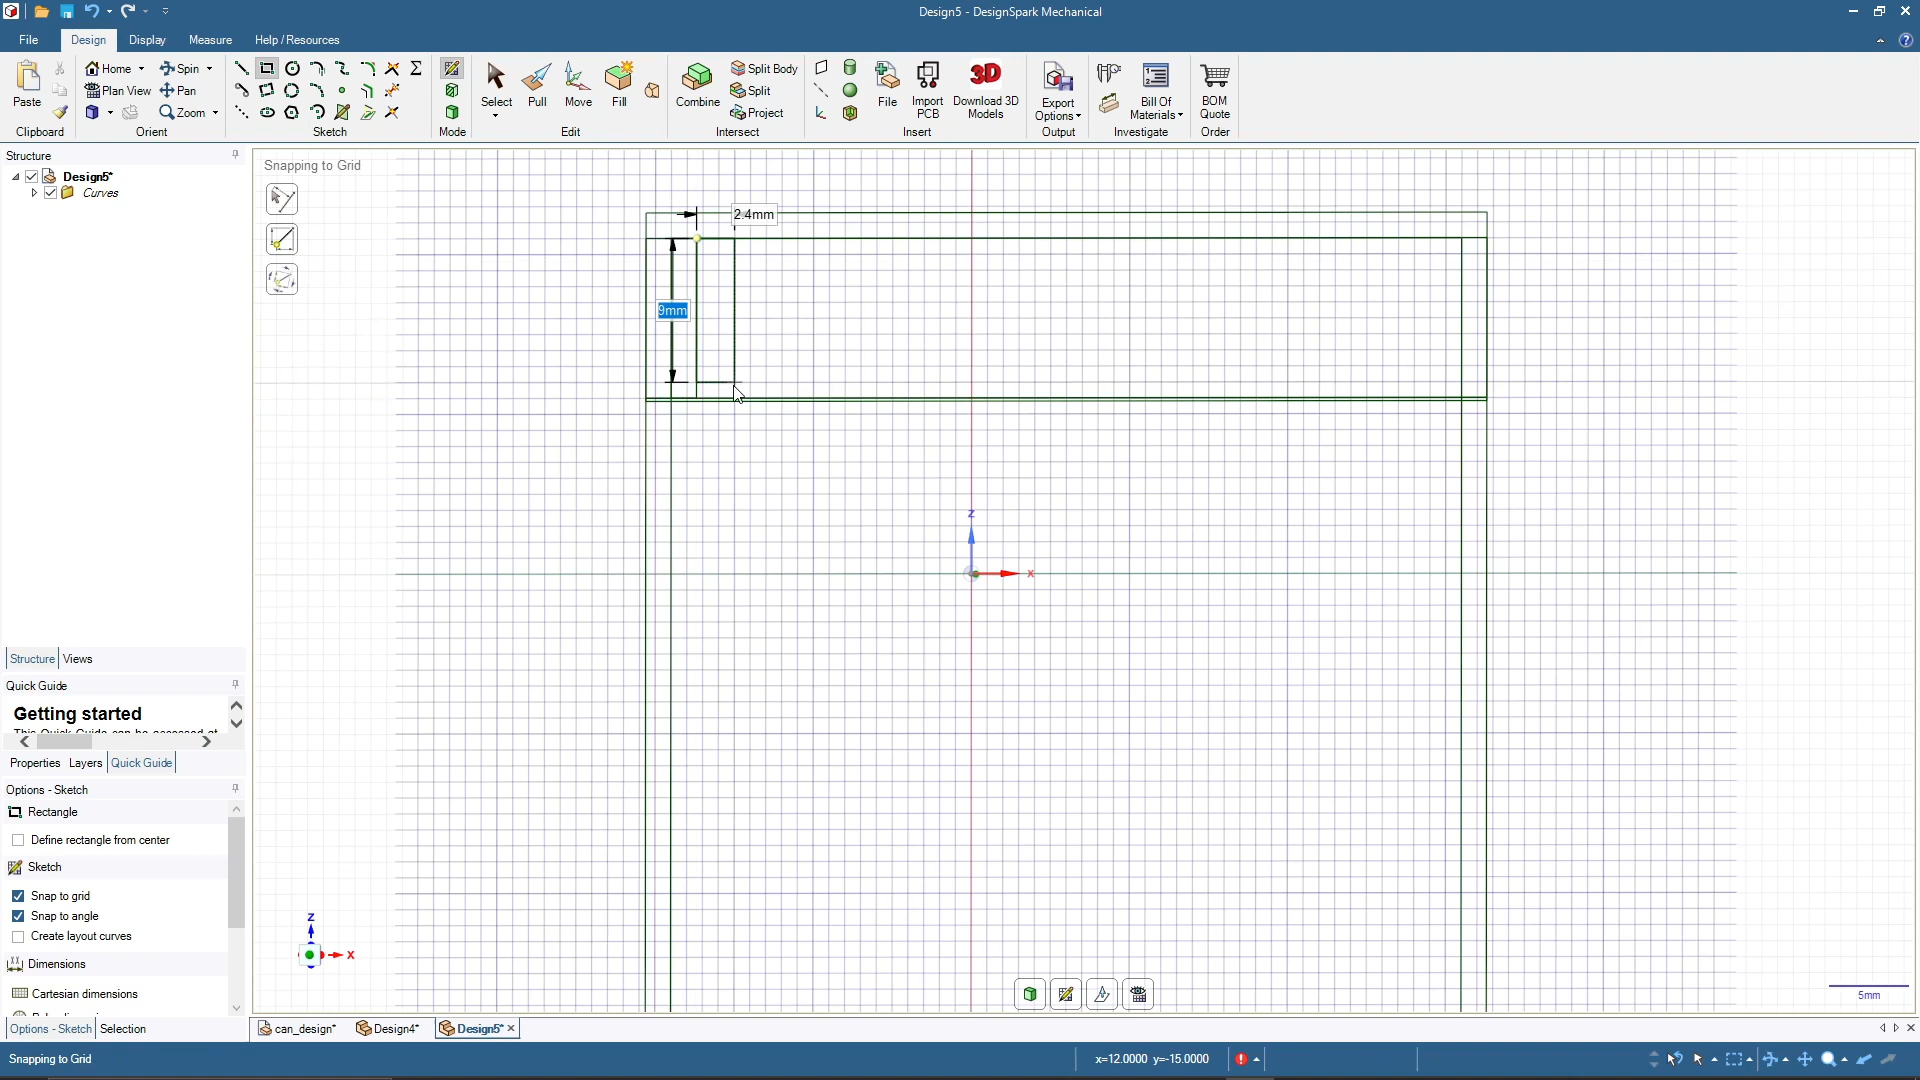 Design5 - DesignSpark Mechanical
File Design Display Measure Help / Resources
Paste Home Spin Plan View Pan Zoom
Select Pull Move Fill
Combine Split Body Split Project
File Import PCB Download 3D Models
3D
Export Options Bill Of Materials BOM Quote
Clipboard Orient Sketch Mode Edit Intersect Insert Output Investigate Order
Structure
Design5*
Curves
Snapping to Grid
2.4mm
9mm
z
x
Structure Views
Quick Guide
Getting started
Properties Layers Quick Guide
Options - Sketch
Rectangle
Define rectangle from center
Sketch
Snap to grid
Snap to angle
Create layout curves
Dimensions
Cartesian dimensions
z
x
5mm
Options - Sketch Selection
can_design* Design4* Design5*
Snapping to Grid
x=12.0000 y=-15.0000